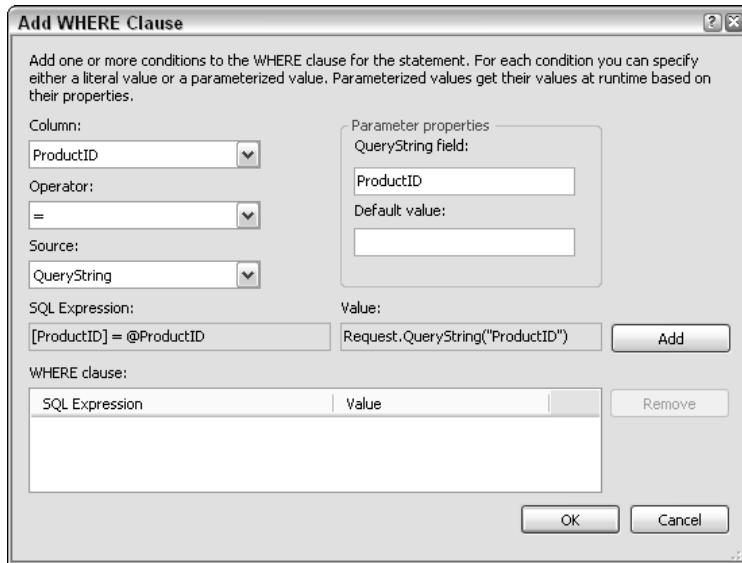 Add WHERE Clause
Add one or more conditions to the WHERE clause for the statement. For each condition you can specify
either a literal value or a parameterized value. Parameterized values get their values at runtime based on
their properties.
Column:
ProductID
Operator:
=
Source:
QueryString
Parameter properties
QueryString field:
ProductID
Default value:
SQL Expression:
[ProductID] = @ProductID
Value:
Request.QueryString("ProductID")
Add
WHERE clause:
SQL Expression Value
Remove
OK Cancel